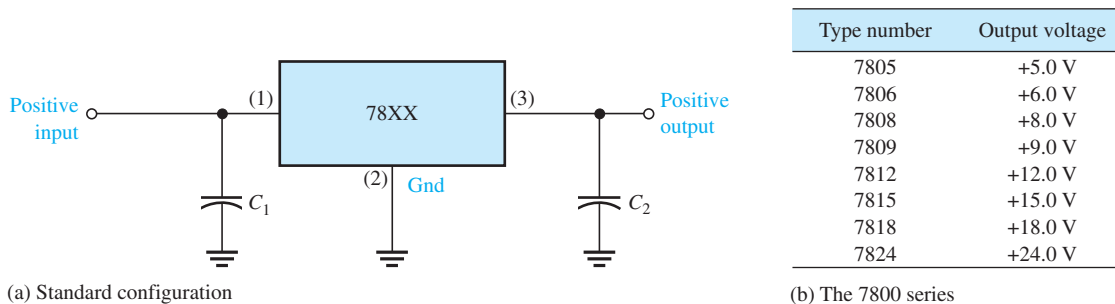 Positive
input
(1)
78XX
(3)
Positive
output
(2)
Gnd
C1
C2
(a) Standard configuration
Type number Output voltage
7805 +5.0 V
7806 +6.0 V
7808 +8.0 V
7809 +9.0 V
7812 +12.0 V
7815 +15.0 V
7818 +18.0 V
7824 +24.0 V
(b) The 7800 series